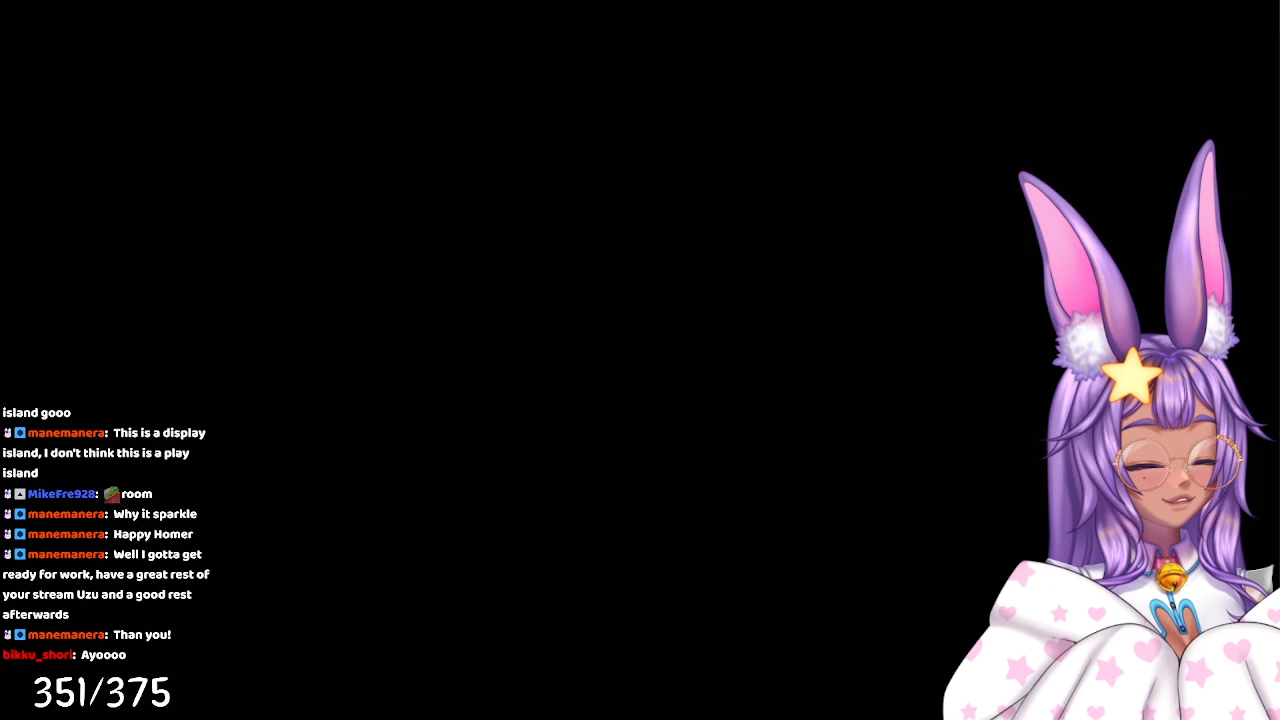 island gooo
manemanera: This is a display
island, I don't think this is a play
island
MikeFre928: room
manemanera: Why it sparkle
manemanera: Happy Homer
manemanera: Well I gotta get
ready for work, have a great rest of
your stream Uzu and a good rest
afterwards
manemanera: Than you!
bikku_shori: Ayoooo
351/375